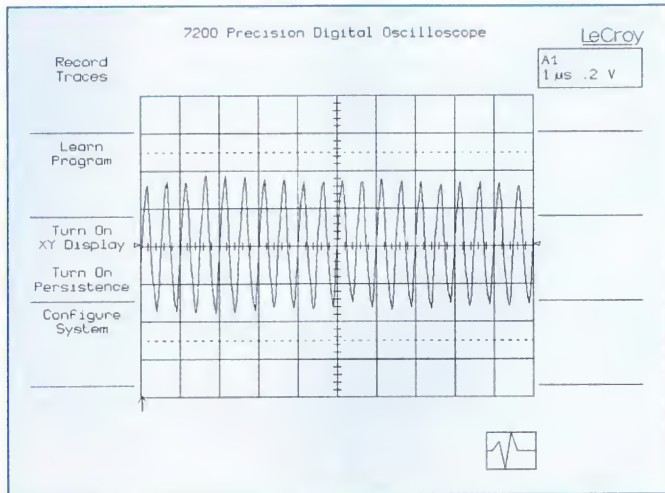 7200 Precision Digital Oscilloscope
LeCroy
A1
1 µs .2 V
Record
Traces
Learn
Program
Turn On
XY Display
Turn On
Persistence
Configure
System